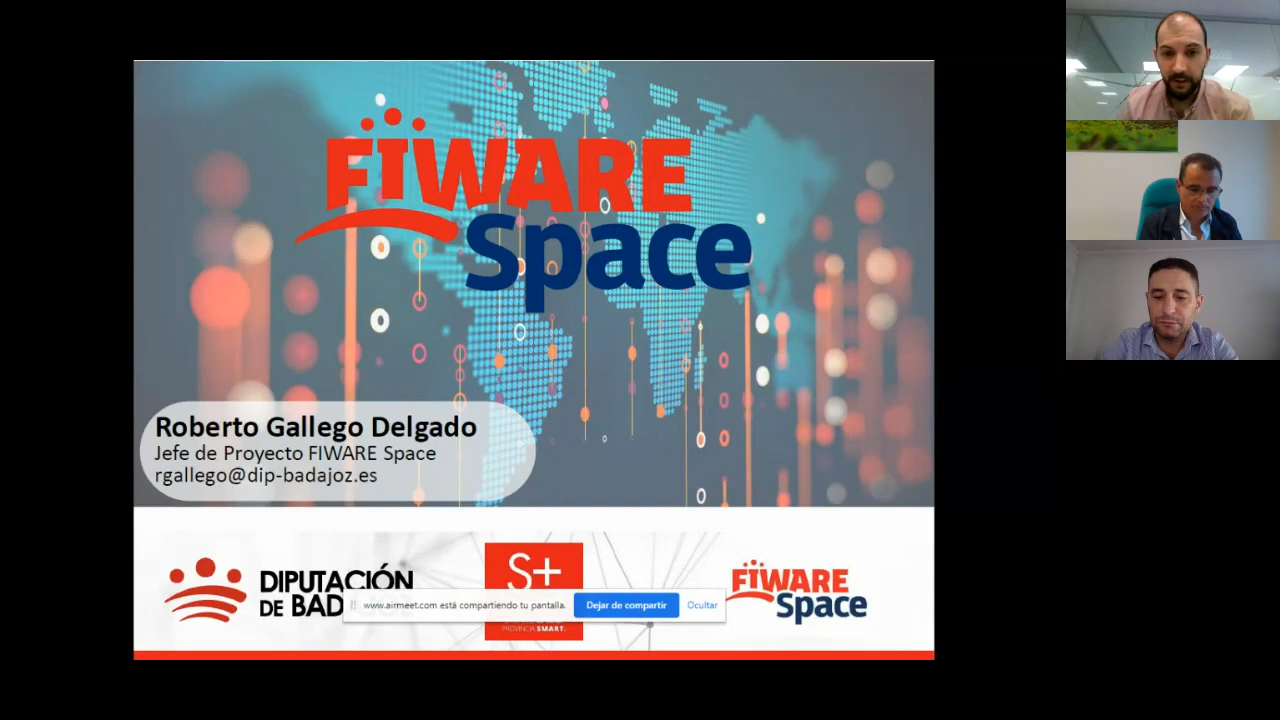 FIWARE
Space
Roberto Gallego Delgado
Jefe de Proyecto FIWARE Space
rgallego@dip-badajoz.es
DIPUTACIÓN
DE BAD
S+
PROVINCIA SMART.
www.airmeet.com está compartiendo tu pantalla.
Dejar de compartir
Ocultar
FIWARE
Space